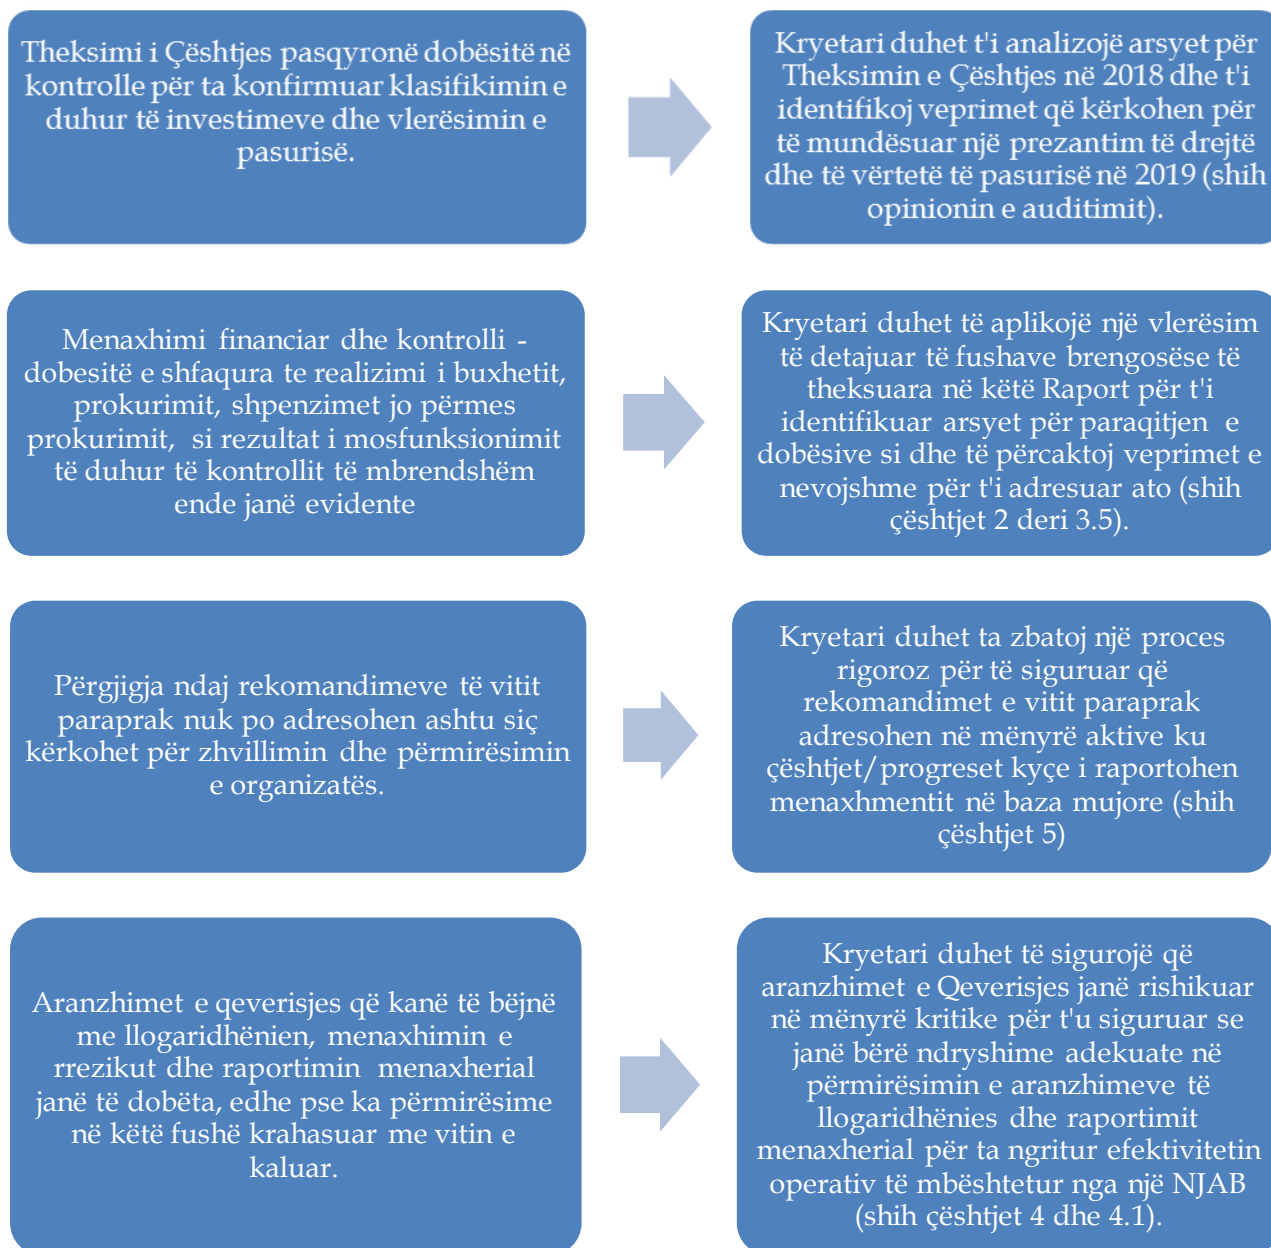 Theksimi i Çështjes pasqyronë dobësitë në
kontrolle për ta konfirmuar klasifikimin e
duhur të investimeve dhe vlerësimin e
pasurisë.
Kryetari duhet t'i analizojë arsyet për
Theksimin e Çështjes në 2018 dhe t'i
identifikoj veprimet që kërkohen për
të mundësuar një prezantim të drejtë
dhe të vërtetë të pasurisë në 2019 (shih
opinionin e auditimit).
Menaxhimi financiar dhe kontrolli -
dobesitë e shfaqura te realizimi i buxhetit,
prokurimit, shpenzimet jo përmes
prokurimit, si rezultat i mosfunksionimit
të duhur të kontrollit të mbrendshëm
ende janë evidente
Kryetari duhet të aplikojë një vlerësim
të detajuar të fushave brengosëse të
theksuara në këtë Raport për t'i
identifikuar arsyet për paraqitjen e
dobësive si dhe të përcaktoj veprimet e
nevojshme për t'i adresuar ato (shih
çështjet 2 deri 3.5).
Përgjigja ndaj rekomandimeve të vitit
paraprak nuk po adresohen ashtu siç
kërkohet për zhvillimin dhe përmirësimin
e organizatës.
Kryetari duhet ta zbatoj një proces
rigoroz për të siguruar që
rekomandimet e vitit paraprak
adresohen në mënyrë aktive ku
çështjet/progreset kyçe i raportohen
menaxhmentit në baza mujore (shih
çështjet 5)
Aranzhimet e qeverisjes që kanë të bëjnë
me llogaridhënien, menaxhimin e
rrezikut dhe raportimin menaxherial
janë të dobëta, edhe pse ka përmirësime
në këtë fushë krahasuar me vitin e
kaluar.
Kryetari duhet të sigurojë që
aranzhimet e Qeverisjes janë rishikuar
në mënyrë kritike për t'u siguruar se
janë bërë ndryshime adekuate në
përmirësimin e aranzhimeve të
llogaridhënies dhe raportimit
menaxherial për ta ngritur efektivitetin
operativ të mbështetur nga një NJAB
(shih çështjet 4 dhe 4.1).